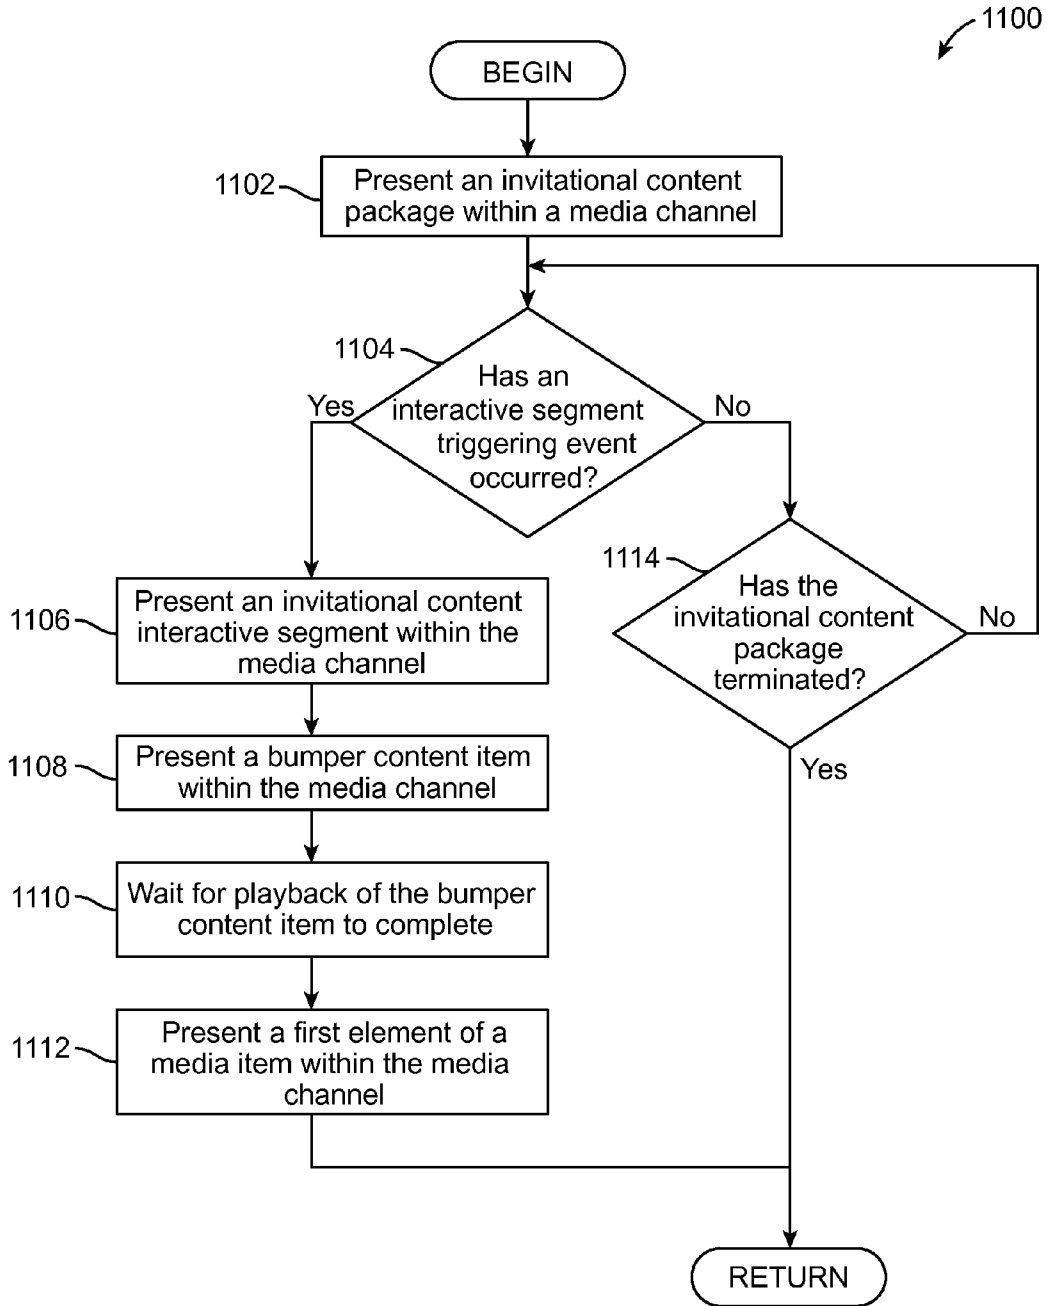 1100
BEGIN
1102
Present an invitational content
package within a media channel
1104
Has an
interactive segment
triggering event
occurred?
Yes
No
1106
Present an invitational content
interactive segment within the
media channel
1114
Has the
invitational content
package
terminated?
No
Yes
1108
Present a bumper content item
within the media channel
1110
Wait for playback of the bumper
content item to complete
1112
Present a first element of a
media item within the media
channel
RETURN